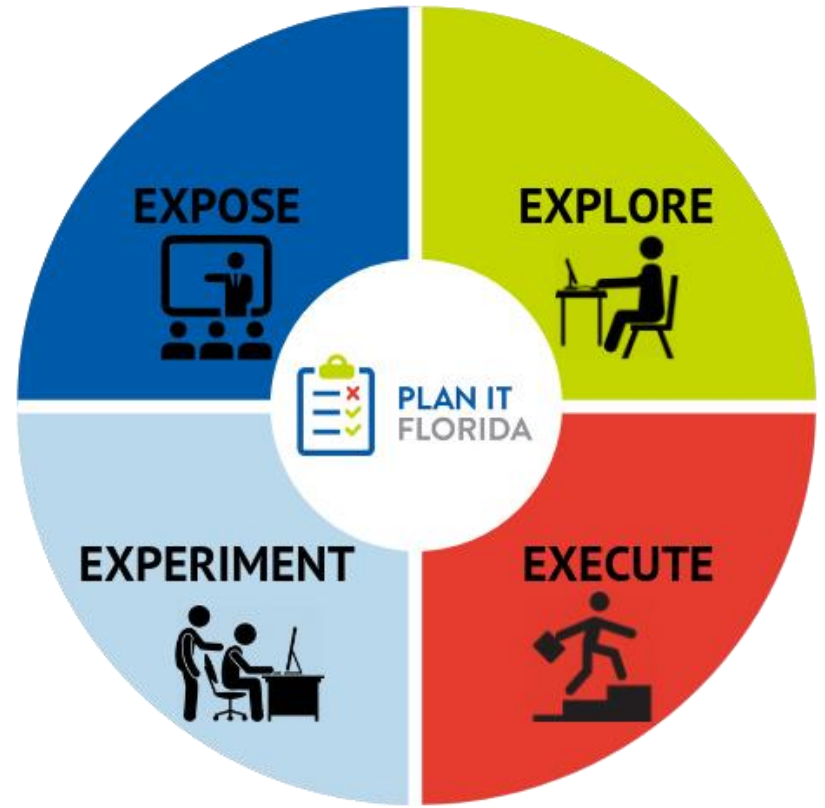 EXPOSE
EXPLORE
PLAN IT
FLORIDA
EXPERIMENT
EXECUTE